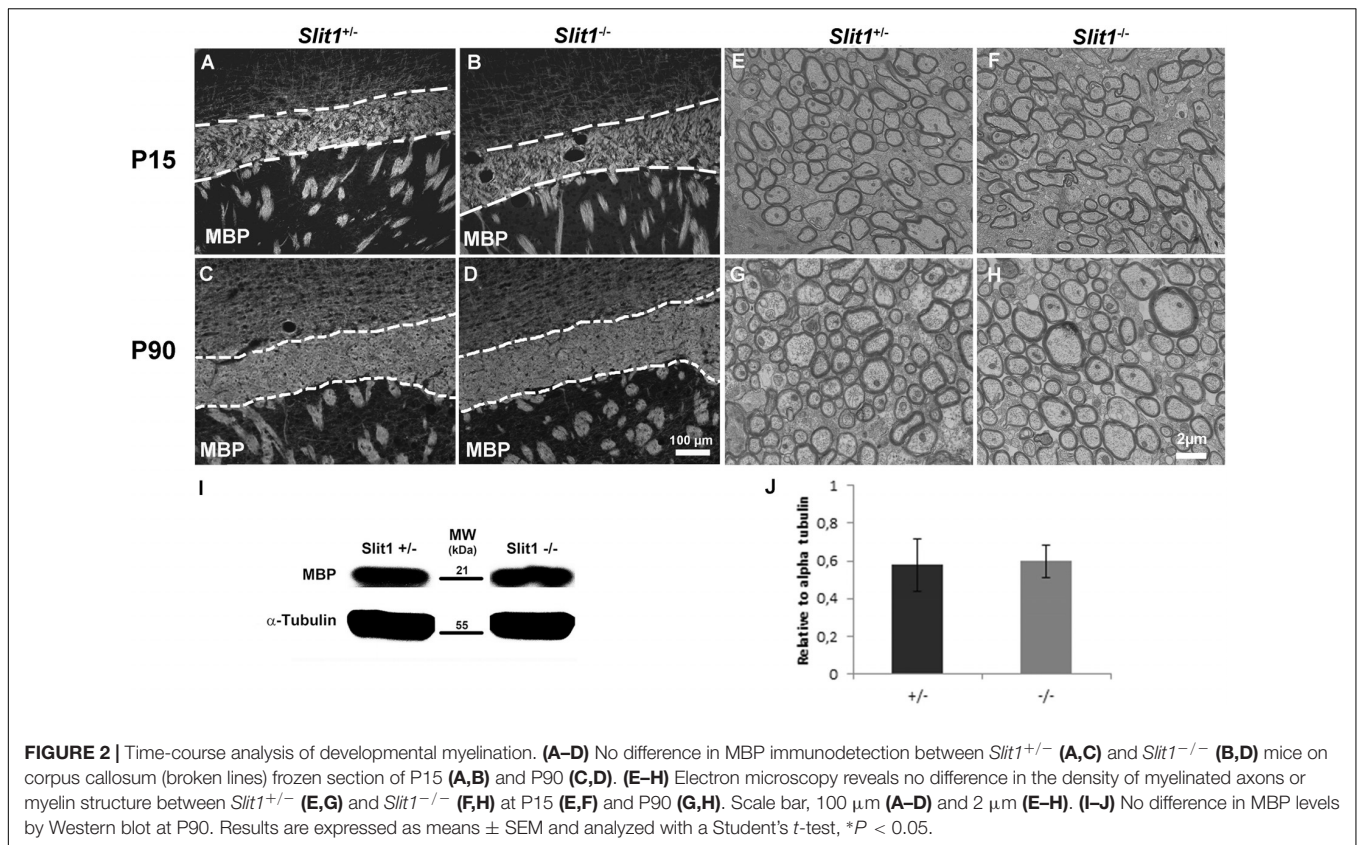 Slit1+/- Slit1-/- Slit1+/- Slit1-/-
P15
A
B
E
F
MBP
MBP
P90
C
D
G
H
MBP
MBP
100 µm
2µm
I
Slit1 +/- MW (kDa) Slit1 -/-
MBP 21
α-Tubulin 55
J
Relative to alpha tubulin
1
0,8
0,6
0,4
0,2
0
+/- -/-
FIGURE 2 | Time-course analysis of developmental myelination. (A–D) No difference in MBP immunodetection between Slit1+/− (A,C) and Slit1−/− (B,D) mice on
corpus callosum (broken lines) frozen section of P15 (A,B) and P90 (C,D). (E–H) Electron microscopy reveals no difference in the density of myelinated axons or
myelin structure between Slit1+/− (E,G) and Slit1−/− (F,H) at P15 (E,F) and P90 (G,H). Scale bar, 100 µm (A–D) and 2 µm (E–H). (I–J) No difference in MBP levels
by Western blot at P90. Results are expressed as means ± SEM and analyzed with a Student's t-test, *P < 0.05.